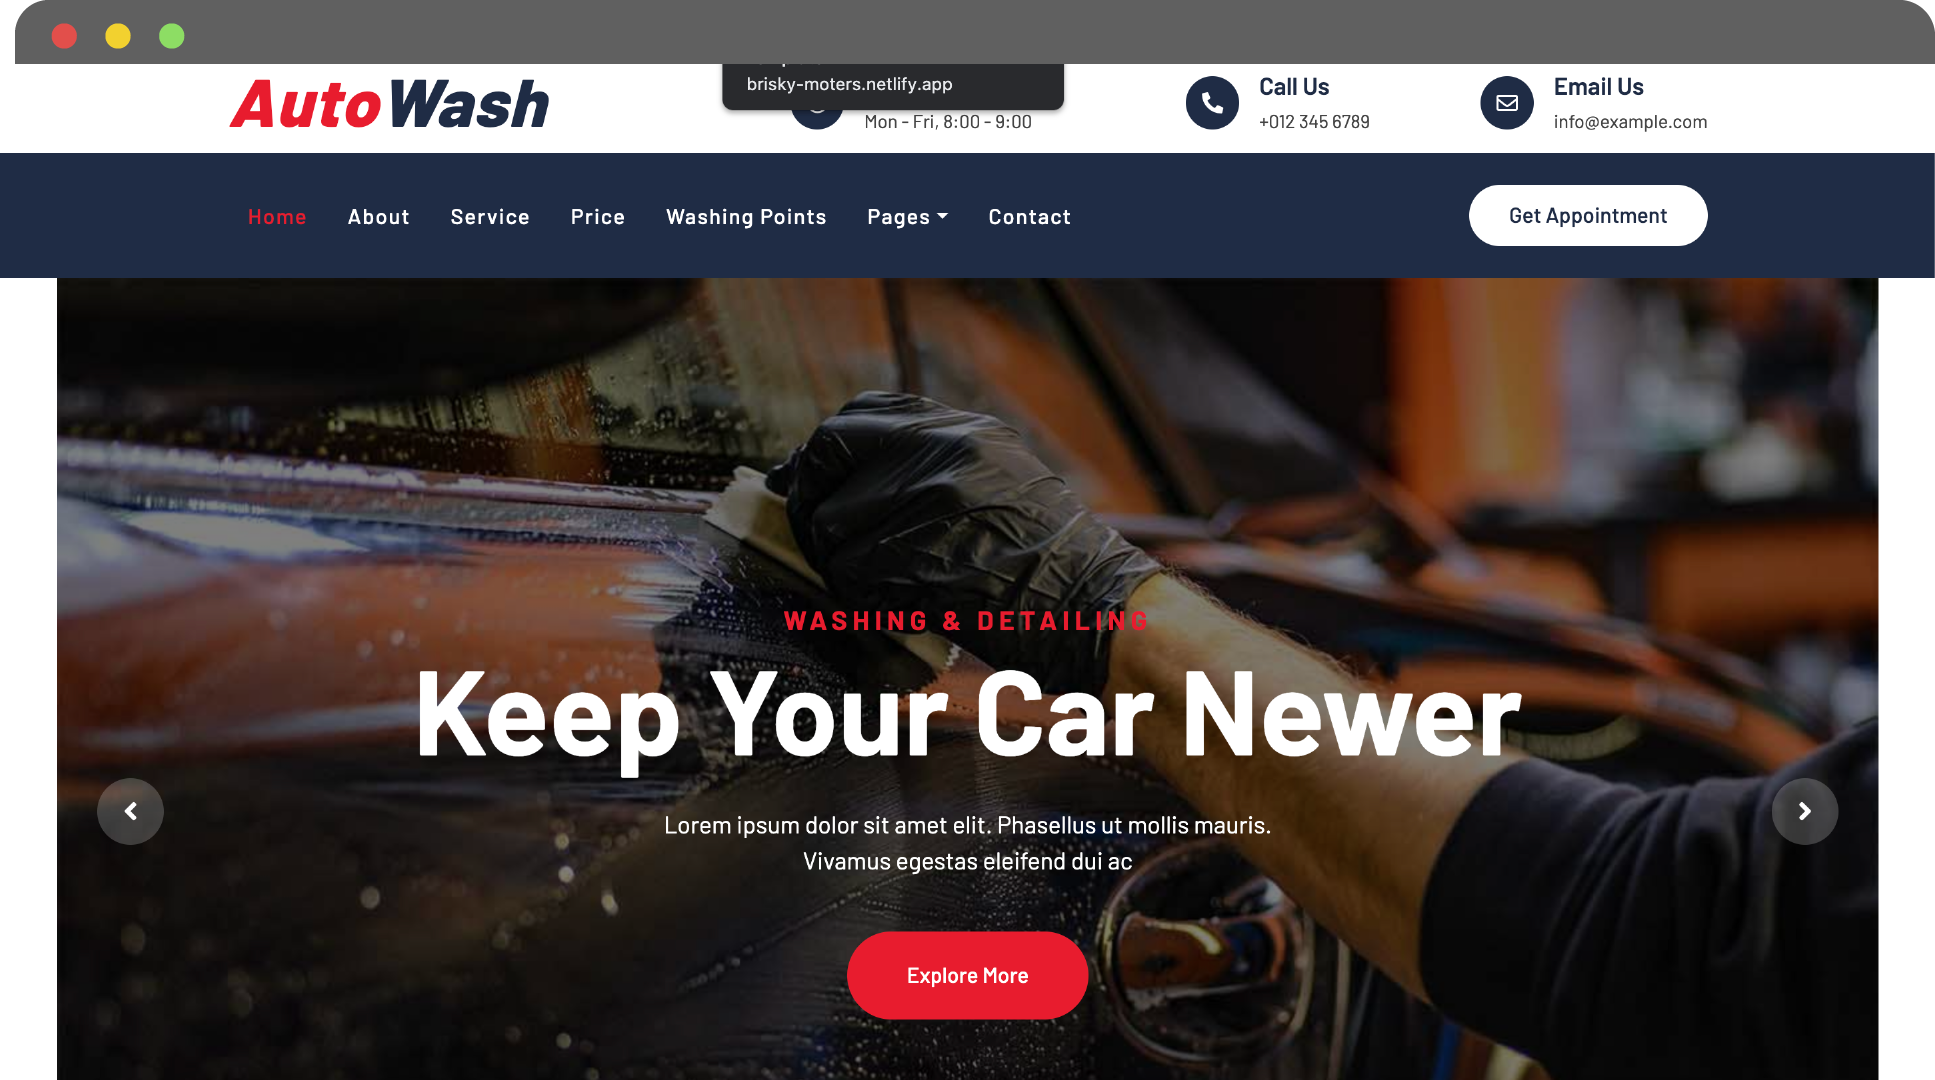 AutoWash
brisky-moters.netlify.app
Mon - Fri, 8:00 - 9:00
Call Us
+012 345 6789
Email Us
info@example.com
Home About Service Price Washing Points Pages Contact
Get Appointment
WASHING & DETAILING
Keep Your Car Newer
Lorem ipsum dolor sit amet elit. Phasellus ut mollis mauris.
Vivamus egestas eleifend dui ac
Explore More